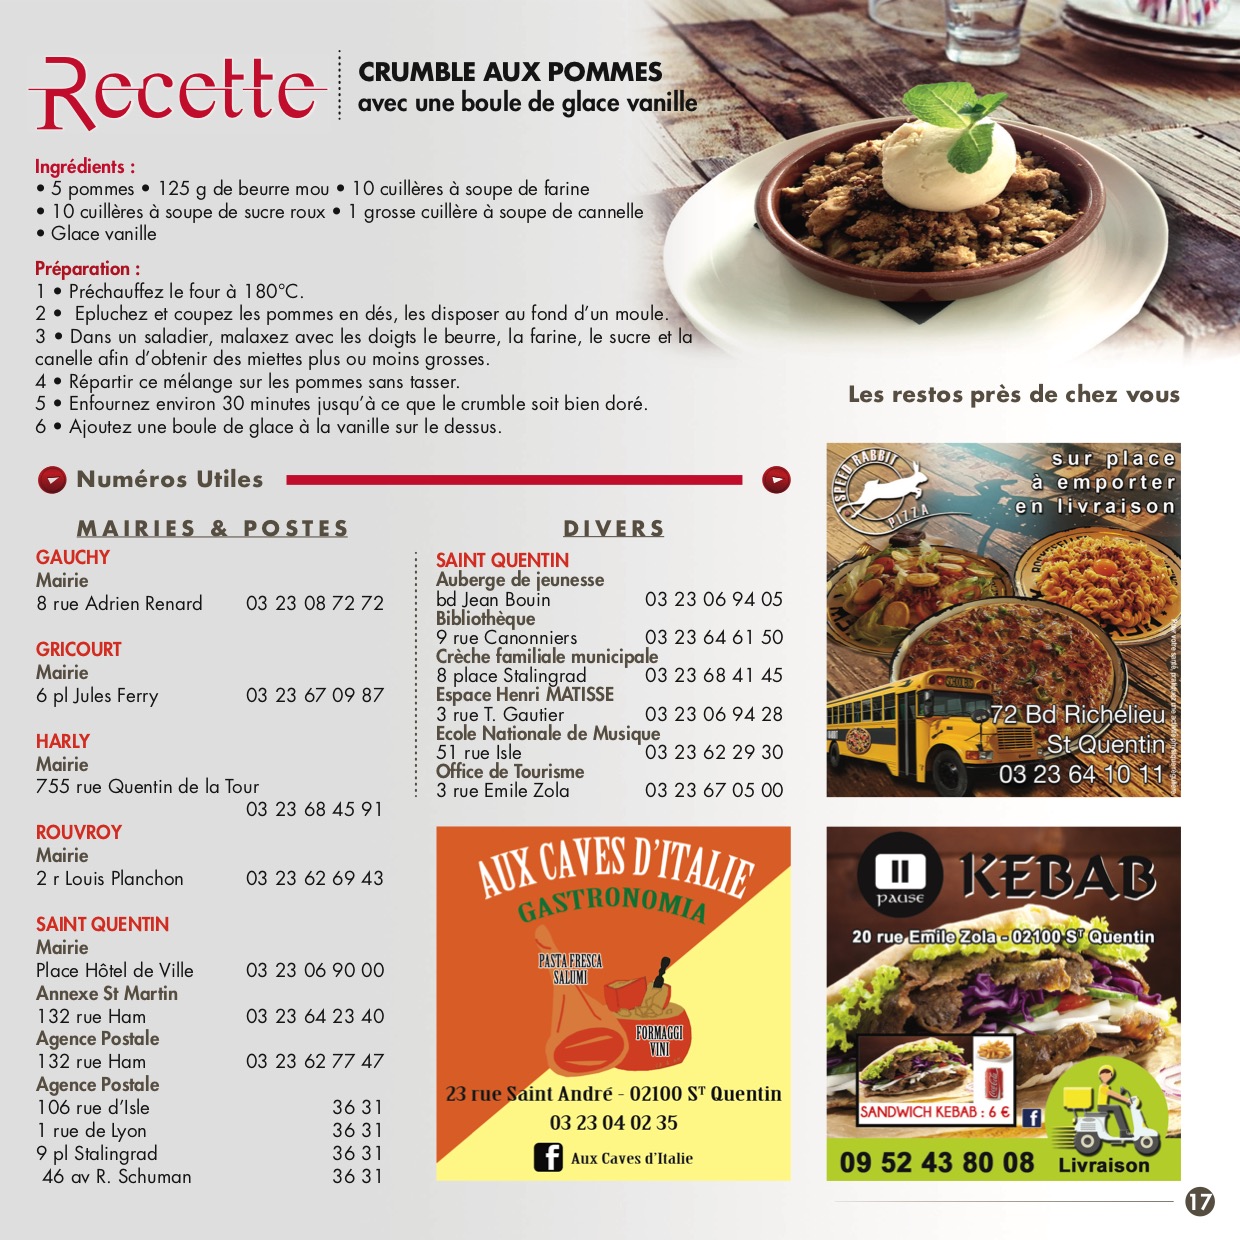 Recette
CRUMBLE AUX POMMES
avec une boule de glace vanille
Ingrédients :
• 5 pommes • 125 g de beurre mou • 10 cuillères à soupe de farine
• 10 cuillères à soupe de sucre roux • 1 grosse cuillère à soupe de cannelle
• Glace vanille
Préparation :
1 • Préchauffez le four à 180°C.
2 • Epluchez et coupez les pommes en dés, les disposer au fond d’un moule.
3 • Dans un saladier, malaxez avec les doigts le beurre, la farine, le sucre et la
canelle afin d’obtenir des miettes plus ou moins grosses.
4 • Répartir ce mélange sur les pommes sans tasser.
5 • Enfournez environ 30 minutes jusqu’à ce que le crumble soit bien doré.
6 • Ajoutez une boule de glace à la vanille sur le dessus.
Numéros Utiles
MAIRIES & POSTES
GAUCHY
Mairie
8 rue Adrien Renard 03 23 08 72 72
GRICOURT
Mairie
6 pl Jules Ferry 03 23 67 09 87
HARLY
Mairie
755 rue Quentin de la Tour
03 23 68 45 91
ROUVROY
Mairie
2 r Louis Planchon 03 23 62 69 43
SAINT QUENTIN
Mairie
Place Hôtel de Ville 03 23 06 90 00
Annexe St Martin
132 rue Ham 03 23 64 23 40
Agence Postale
132 rue Ham 03 23 62 77 47
Agence Postale
106 rue d’Isle 36 31
1 rue de Lyon 36 31
9 pl Stalingrad 36 31
46 av R. Schuman 36 31
DIVERS
SAINT QUENTIN
Auberge de jeunesse
bd Jean Bouin 03 23 06 94 05
Bibliothèque
9 rue Canonniers 03 23 64 61 50
Crèche familiale municipale
8 place Stalingrad 03 23 68 41 45
Espace Henri MATISSE
3 rue T. Gautier 03 23 06 94 28
Ecole Nationale de Musique
51 rue Isle 03 23 62 29 30
Office de Tourisme
3 rue Emile Zola 03 23 67 05 00
AUX CAVES D’ITALIE
GASTRONOMIA
PASTA FRESCA
SALUMI
FORMAGGI
VINI
23 rue Saint André - 02100 ST Quentin
03 23 04 02 35
f Aux Caves d’Italie
Les restos près de chez vous
SPEED RABBIT
PIZZA
sur place
à emporter
en livraison
72 Bd Richelieu
St Quentin
03 23 64 10 11
PAUSE
KEBAB
20 rue Emile Zola - 02100 ST Quentin
SANDWICH KEBAB : 6 €
f
09 52 43 80 08
Livraison
17